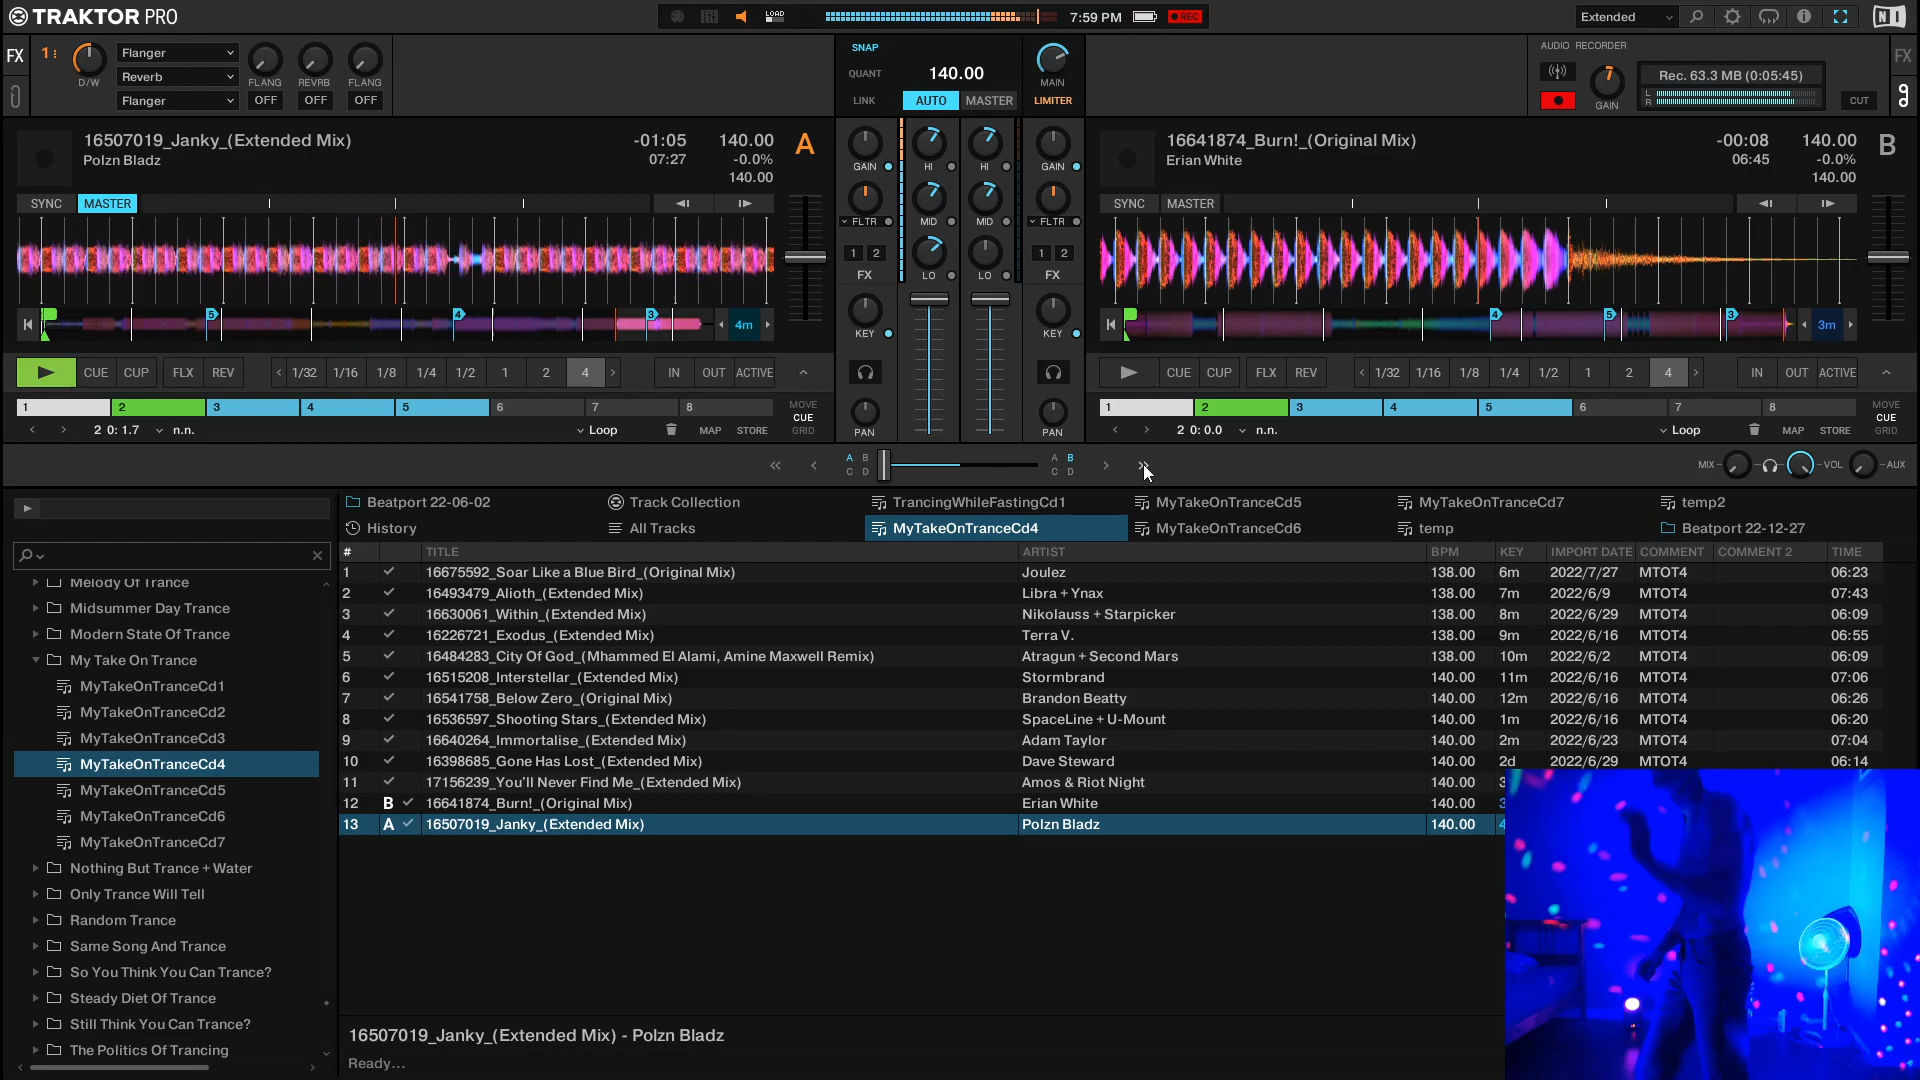 TRAKTOR PRO
LOAD
7:59 PM
REC
Extended
FX
1
D/W
Flanger
Reverb
Flanger
FLANG
REVRB
FLANG
OFF
OFF
OFF
SNAP
QUANT
140.00
LINK
AUTO
MASTER
MAIN
LIMITER
AUDIO RECORDER
GAIN
Rec. 63.3 MB (0:05:45)
L
R
CUT
FX
16507019_Janky_(Extended Mix)
Polzn Bladz
-01:05
07:27
140.00
-0.0%
140.00
A
SYNC
MASTER
5
4
3
4m
CUE
CUP
FLX
REV
1/32
1/16
1/8
1/4
1/2
1
2
4
IN
OUT
ACTIVE
1
2
3
4
5
6
7
8
MOVE
CUE
GRID
2 0: 1.7
n.n.
Loop
MAP
STORE
GAIN
HI
HI
GAIN
FLTR
MID
MID
FLTR
1
2
LO
LO
1
2
FX
FX
KEY
KEY
PAN
PAN
16641874_Burn!_(Original Mix)
Erian White
-00:08
06:45
140.00
-0.0%
140.00
B
SYNC
MASTER
4
5
3
3m
CUE
CUP
FLX
REV
1/32
1/16
1/8
1/4
1/2
1
2
4
IN
OUT
ACTIVE
1
2
3
4
5
6
7
8
MOVE
CUE
GRID
2 0: 0.0
n.n.
Loop
MAP
STORE
A B
C D
A B
C D
MIX
VOL
AUX
Beatport 22-06-02
Track Collection
TrancingWhileFastingCd1
MyTakeOnTranceCd5
MyTakeOnTranceCd7
temp2
History
All Tracks
MyTakeOnTranceCd4
MyTakeOnTranceCd6
temp
Beatport 22-12-27
Melody Of Trance
Midsummer Day Trance
Modern State Of Trance
My Take On Trance
MyTakeOnTranceCd1
MyTakeOnTranceCd2
MyTakeOnTranceCd3
MyTakeOnTranceCd4
MyTakeOnTranceCd5
MyTakeOnTranceCd6
MyTakeOnTranceCd7
Nothing But Trance + Water
Only Trance Will Tell
Random Trance
Same Song And Trance
So You Think You Can Trance?
Steady Diet Of Trance
Still Think You Can Trance?
The Politics Of Trancing
# TITLE ARTIST BPM KEY IMPORT DATE COMMENT COMMENT 2 TIME
1 16675592_Soar Like a Blue Bird_(Original Mix) Joulez 138.00 6m 2022/7/27 MTOT4 06:23
2 16493479_Alioth_(Extended Mix) Libra + Ynax 138.00 7m 2022/6/9 MTOT4 07:43
3 16630061_Within_(Extended Mix) Nikolauss + Starpicker 138.00 8m 2022/6/29 MTOT4 06:09
4 16226721_Exodus_(Extended Mix) Terra V. 138.00 9m 2022/6/16 MTOT4 06:55
5 16484283_City Of God_(Mhammed El Alami, Amine Maxwell Remix) Atragun + Second Mars 138.00 10m 2022/6/2 MTOT4 06:09
6 16515208_Interstellar_(Extended Mix) Stormbrand 140.00 11m 2022/6/16 MTOT4 07:06
7 16541758_Below Zero_(Original Mix) Brandon Beatty 140.00 12m 2022/6/16 MTOT4 06:26
8 16536597_Shooting Stars_(Extended Mix) SpaceLine + U-Mount 140.00 1m 2022/6/16 MTOT4 06:20
9 16640264_Immortalise_(Extended Mix) Adam Taylor 140.00 2m 2022/6/23 MTOT4 07:04
10 16398685_Gone Has Lost_(Extended Mix) Dave Steward 140.00 2d 2022/6/29 MTOT4 06:14
11 17156239_You'll Never Find Me_(Extended Mix) Amos & Riot Night 140.00
12 B 16641874_Burn!_(Original Mix) Erian White 140.00
13 A 16507019_Janky_(Extended Mix) Polzn Bladz 140.00
16507019_Janky_(Extended Mix) - Polzn Bladz
Ready...